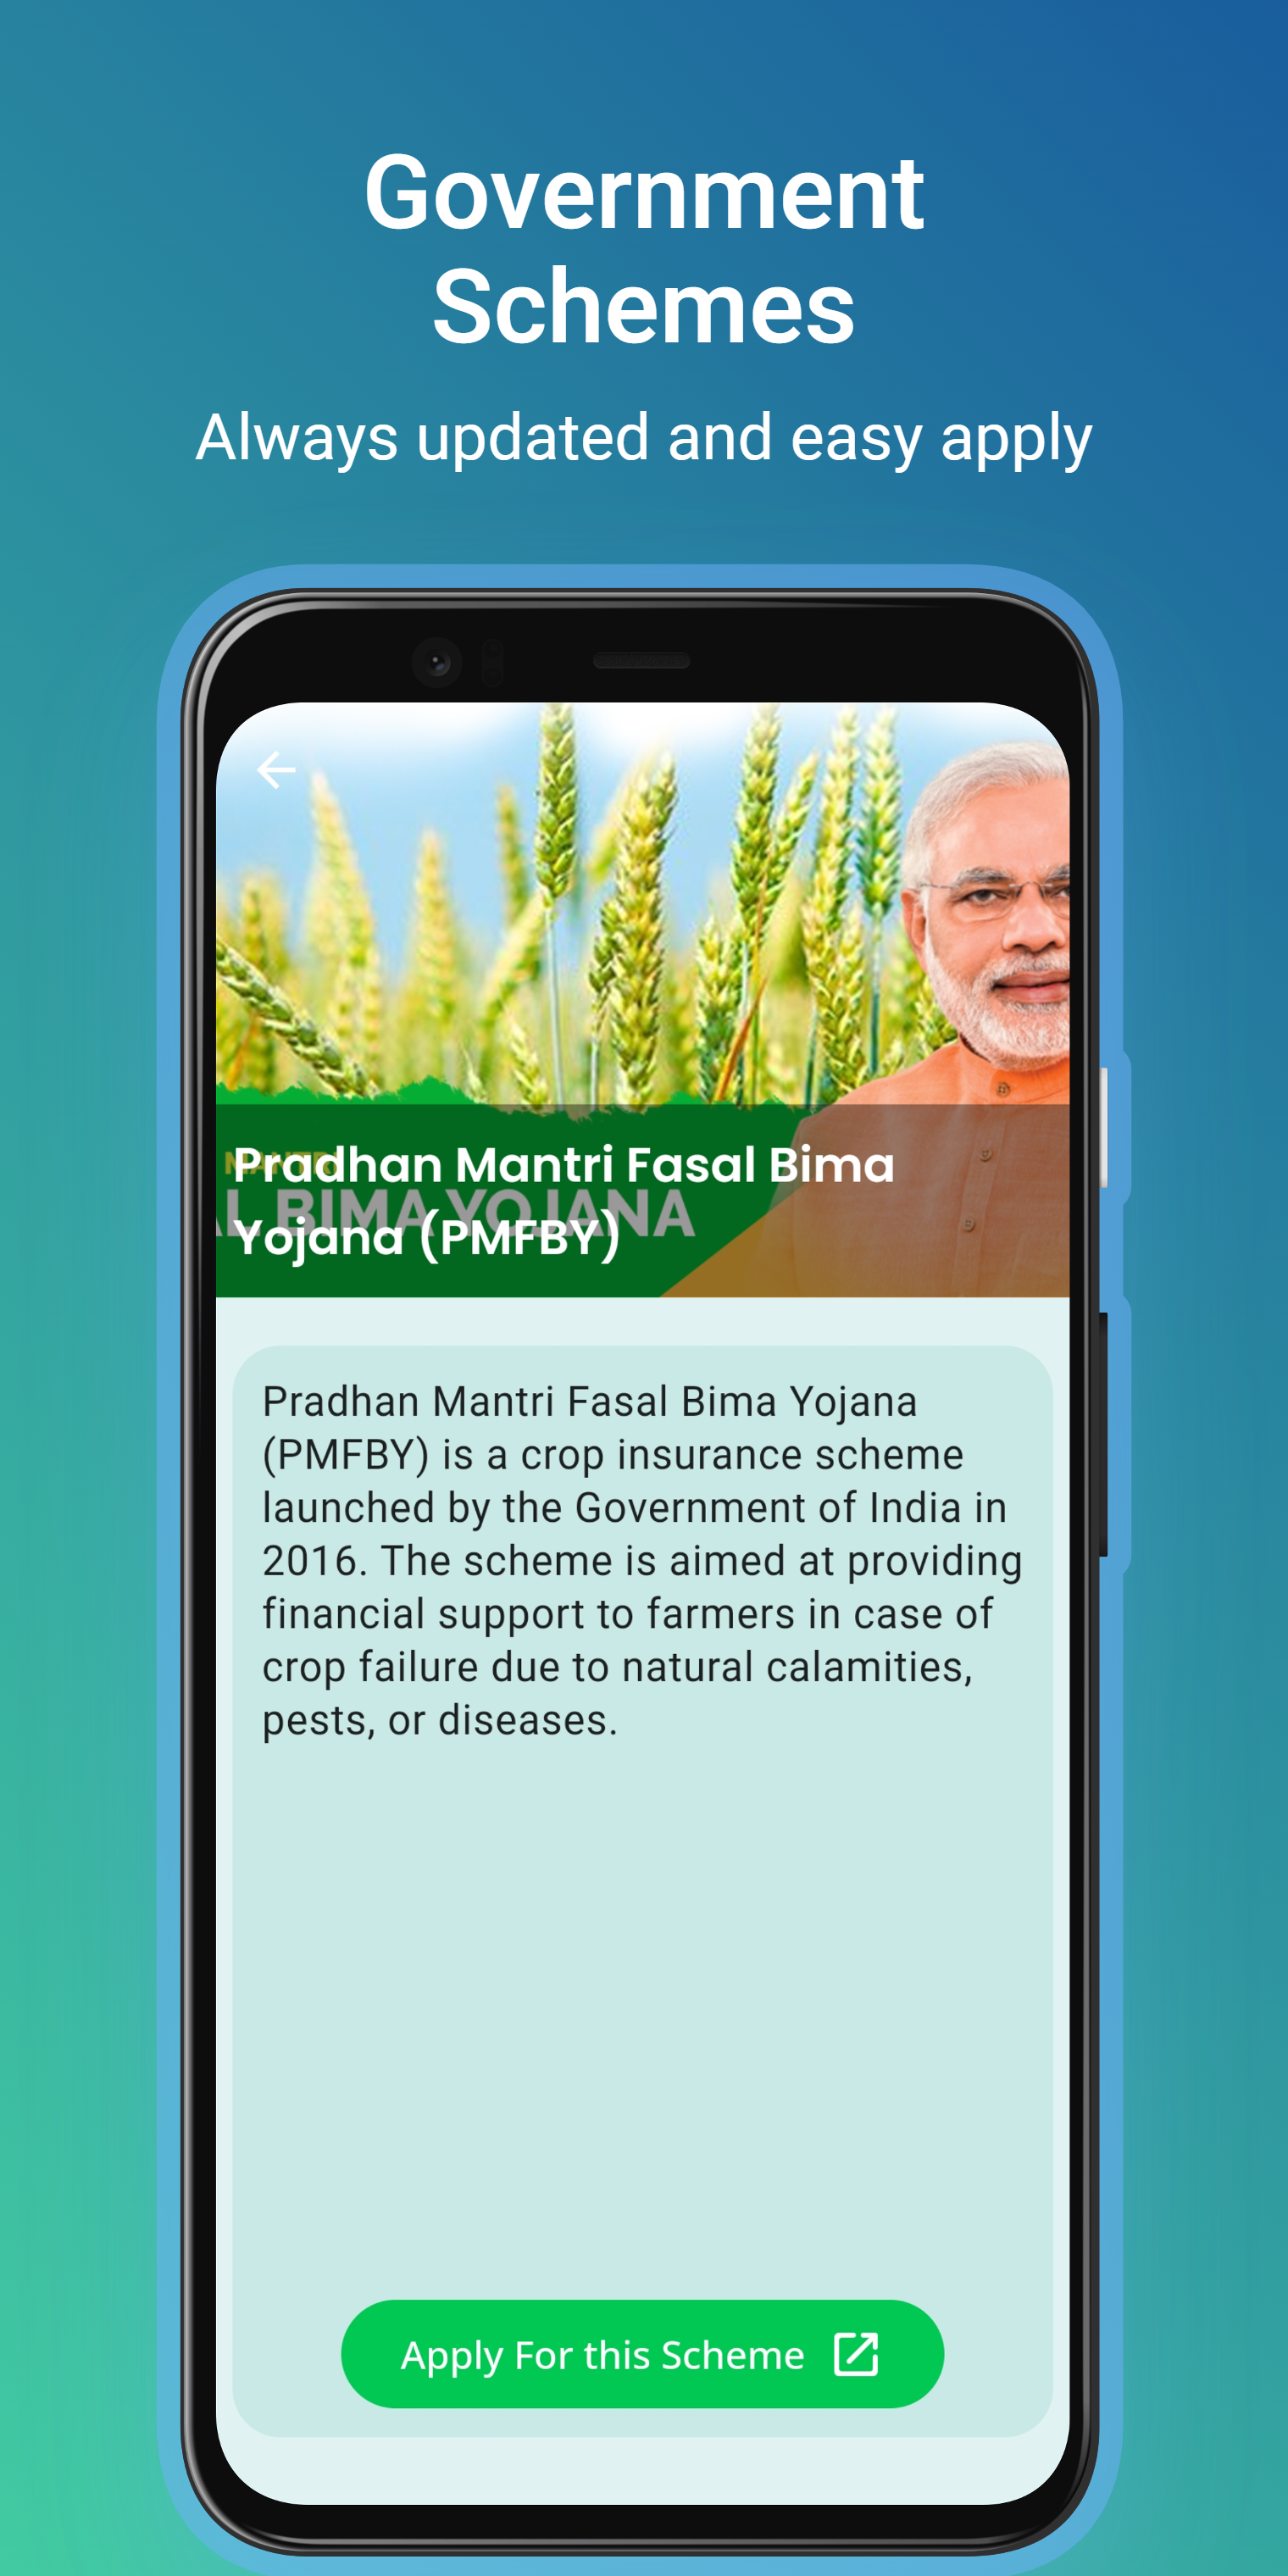 Government
Schemes
Always updated and easy apply
Pradhan Mantri Fasal Bima
AL BIMA YOJANA
Yojana (PMFBY)
Pradhan Mantri Fasal Bima Yojana
(PMFBY) is a crop insurance scheme
launched by the Government of India in
2016. The scheme is aimed at providing
financial support to farmers in case of
crop failure due to natural calamities,
pests, or diseases.
Apply For this Scheme